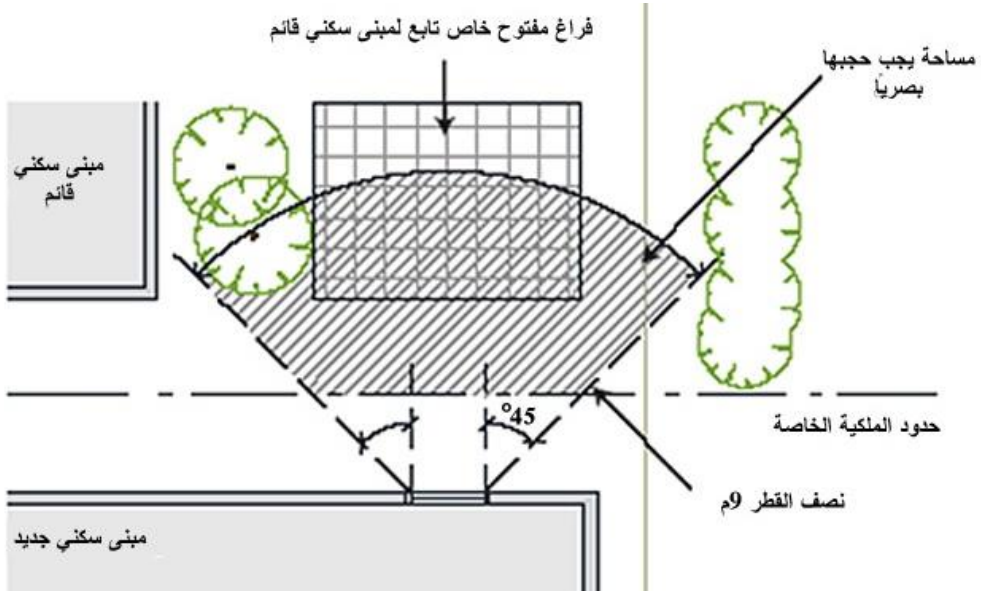 فراغ مفتوح خاص تابع لمبنى سكني قائم
مساحة يجب حجبها
بصرياً
مبنى سكني
قائم
°45
حدود الملكية الخاصة
نصف القطر 9م
مبنى سكني جديد